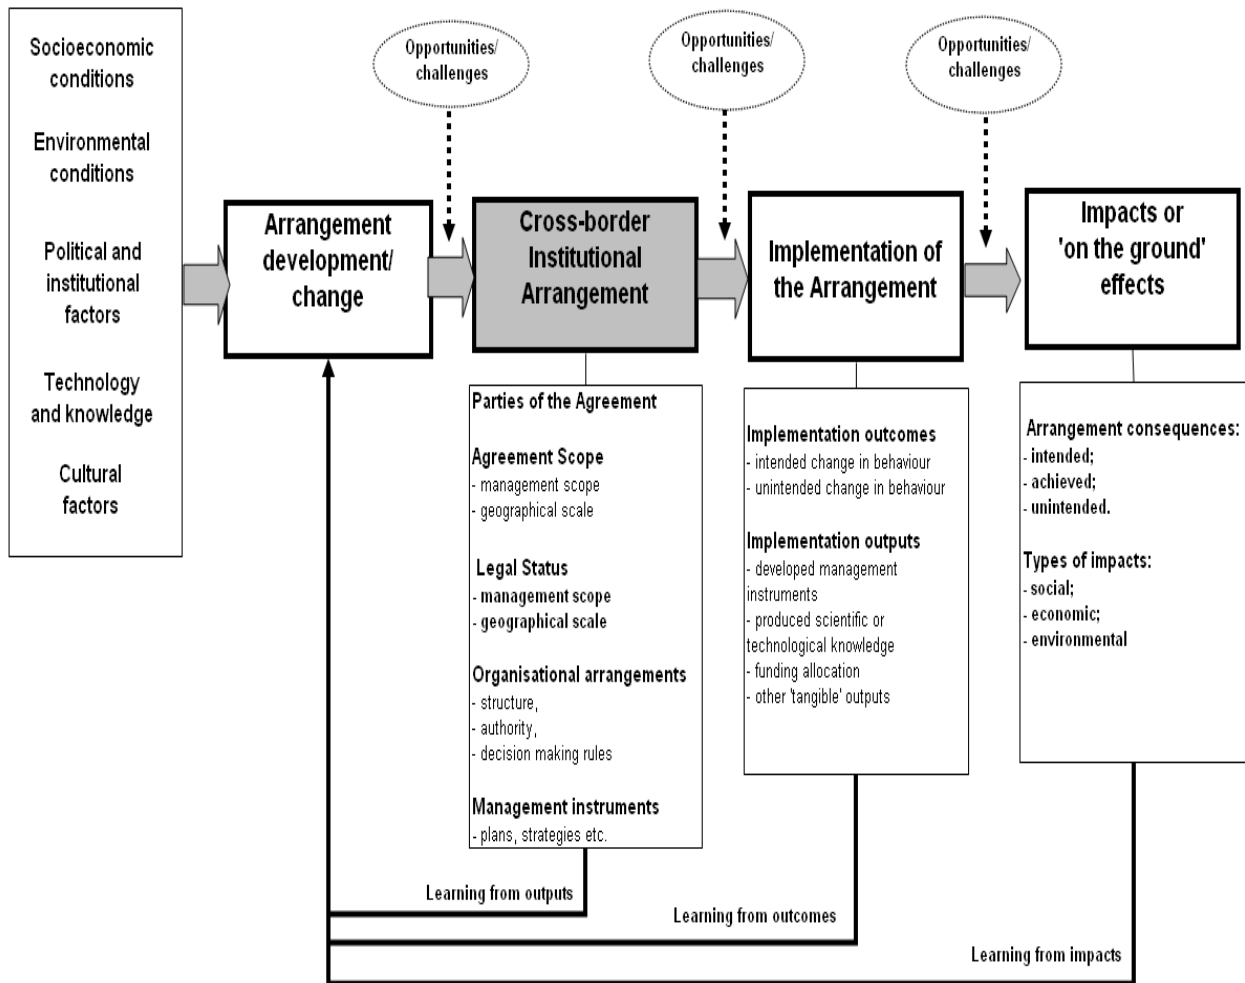 Socioeconomic
conditions
Environmental
conditions
Political and
institutional
factors
Technology
and knowledge
Cultural
factors
Opportunities/
challenges
Opportunities/
challenges
Opportunities/
challenges
Arrangement
development/
change
Cross-border
Institutional
Arrangement
Implementation of
the Arrangement
Impacts or
'on the ground'
effects
Parties of the Agreement
Agreement Scope
- management scope
- geographical scale
Legal Status
- management scope
- geographical scale
Organisational arrangements
- structure,
- authority,
- decision making rules
Management instruments
- plans, strategies etc.
Implementation outcomes
- intended change in behaviour
- unintended change in behaviour
Implementation outputs
- developed management
instruments
- produced scientific or
technological knowledge
- funding allocation
- other 'tangible' outputs
Arrangement consequences:
- intended;
- achieved;
- unintended.
Types of impacts:
- social;
- economic;
- environmental
Learning from outputs
Learning from outcomes
Learning from impacts